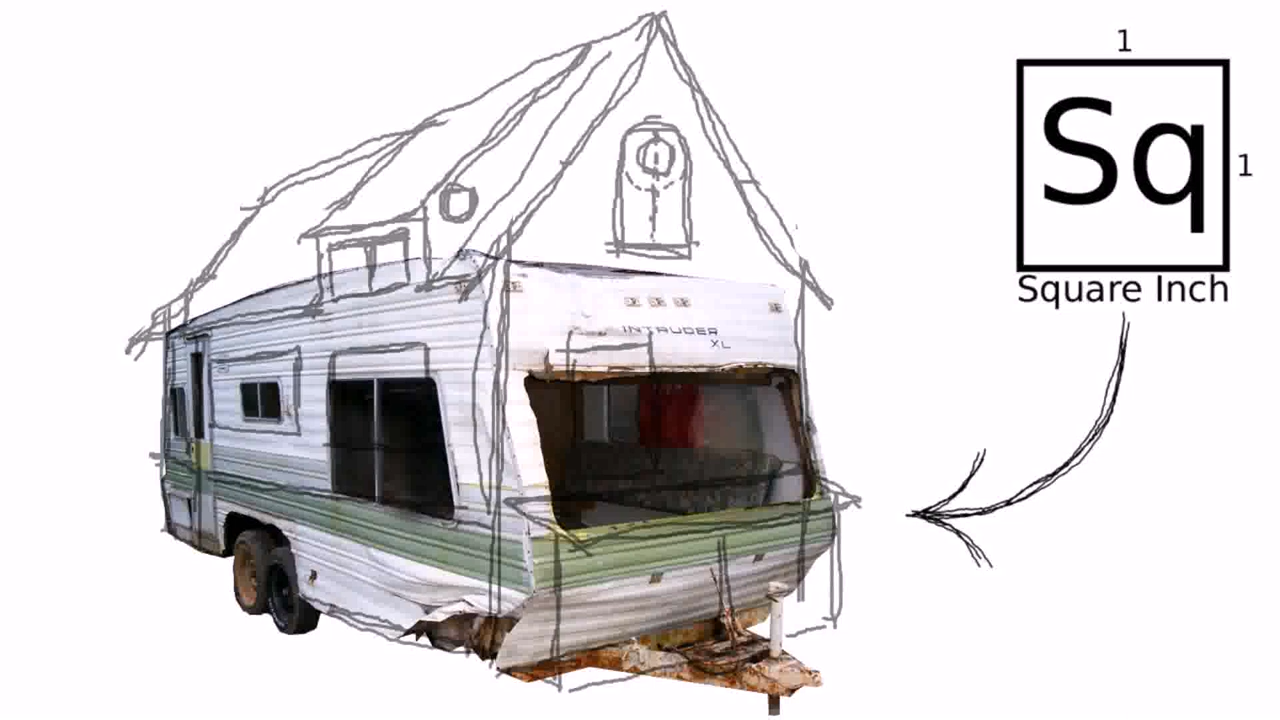 1
Sq
1
Square Inch
INTRUDER
XL